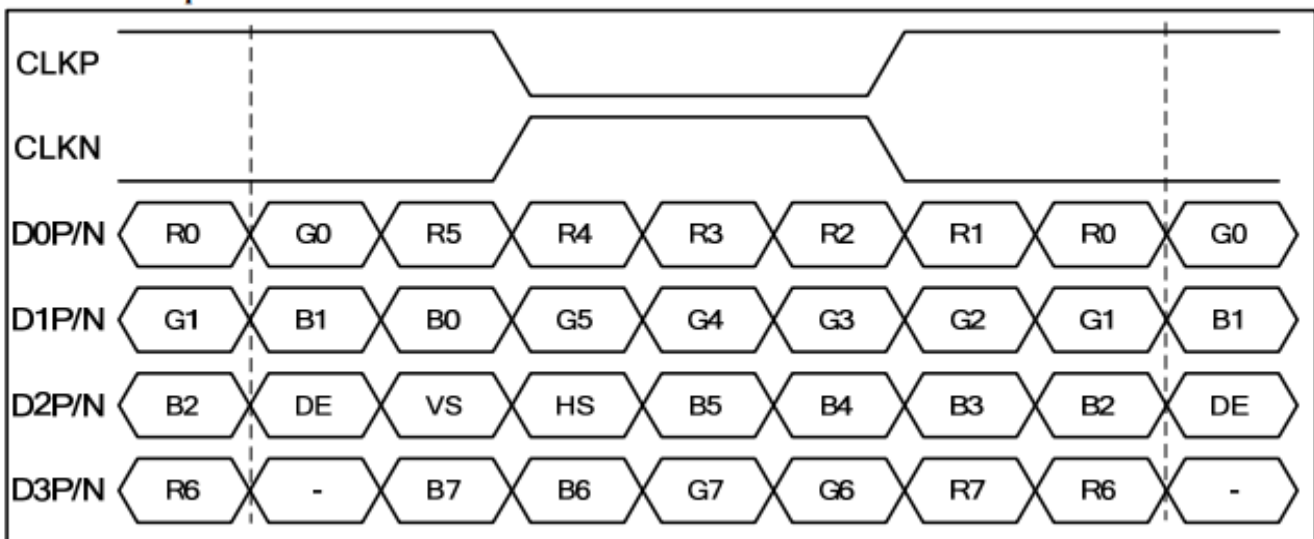 CLKP
CLKN
D0P/N R0 G0 R5 R4 R3 R2 R1 R0 G0
D1P/N G1 B1 B0 G5 G4 G3 G2 G1 B1
D2P/N B2 DE VS HS B5 B4 B3 B2 DE
D3P/N R6 - B7 B6 G7 G6 R7 R6 -